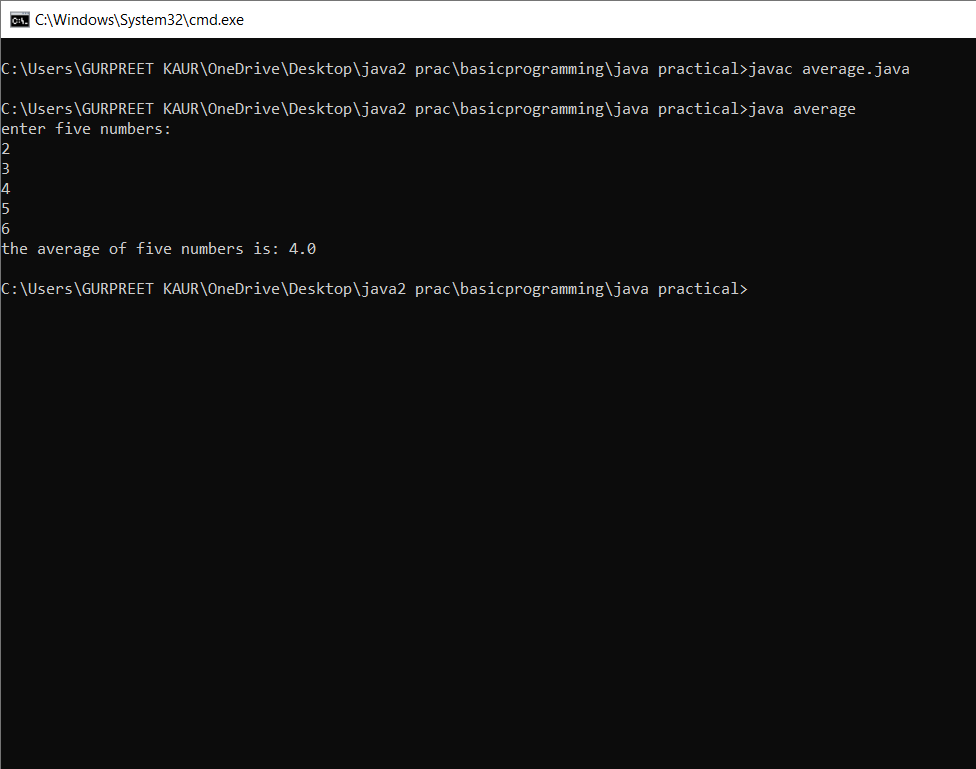 C:\Windows\System32\cmd.exe
C:\Users\GURPREET KAUR\OneDrive\Desktop\java2 prac\basicprogramming\java practical>javac average.java
C:\Users\GURPREET KAUR\OneDrive\Desktop\java2 prac\basicprogramming\java practical>java average
enter five numbers:
2
3
4
5
6
the average of five numbers is: 4.0
C:\Users\GURPREET KAUR\OneDrive\Desktop\java2 prac\basicprogramming\java practical>